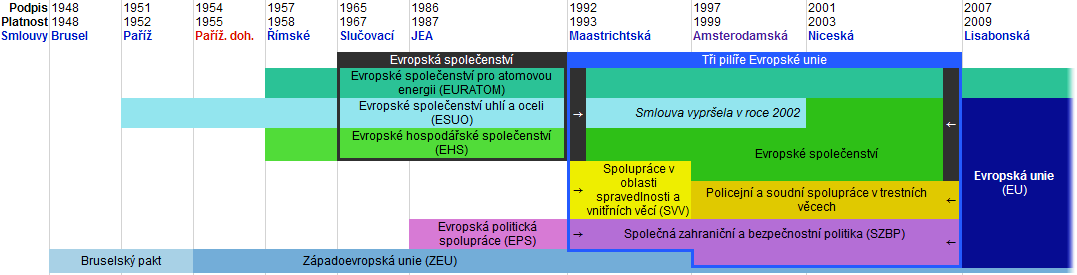 Podpis 1948 1951 1954 1957 1965 1986 1992 1997 2001 2007
Platnost 1948 1952 1955 1958 1967 1987 1993 1999 2003 2009
Smlouvy Brusel Paříž Paříž. doh. Římské Slučovací JEA Maastrichtská Amsterodamská Niceská Lisabonská
Evropská společenství
Tři pilíře Evropské unie
Evropské společenství pro atomovou
energii (EURATOM)
Evropské společenství uhlí a oceli
(ESUO)
→ Smlouva vypršela v roce 2002 ←
Evropské hospodářské společenství
(EHS)
Evropské společenství
Evropská unie
(EU)
Spolupráce v
oblasti
→ spravedlnosti a
vnitřních věcí (SVV)
Policejní a soudní spolupráce v trestních ←
věcech
Evropská politická
spolupráce (EPS)
→ Společná zahraniční a bezpečnostní politika (SZBP) ←
Bruselský pakt
Západoevropská unie (ZEU)